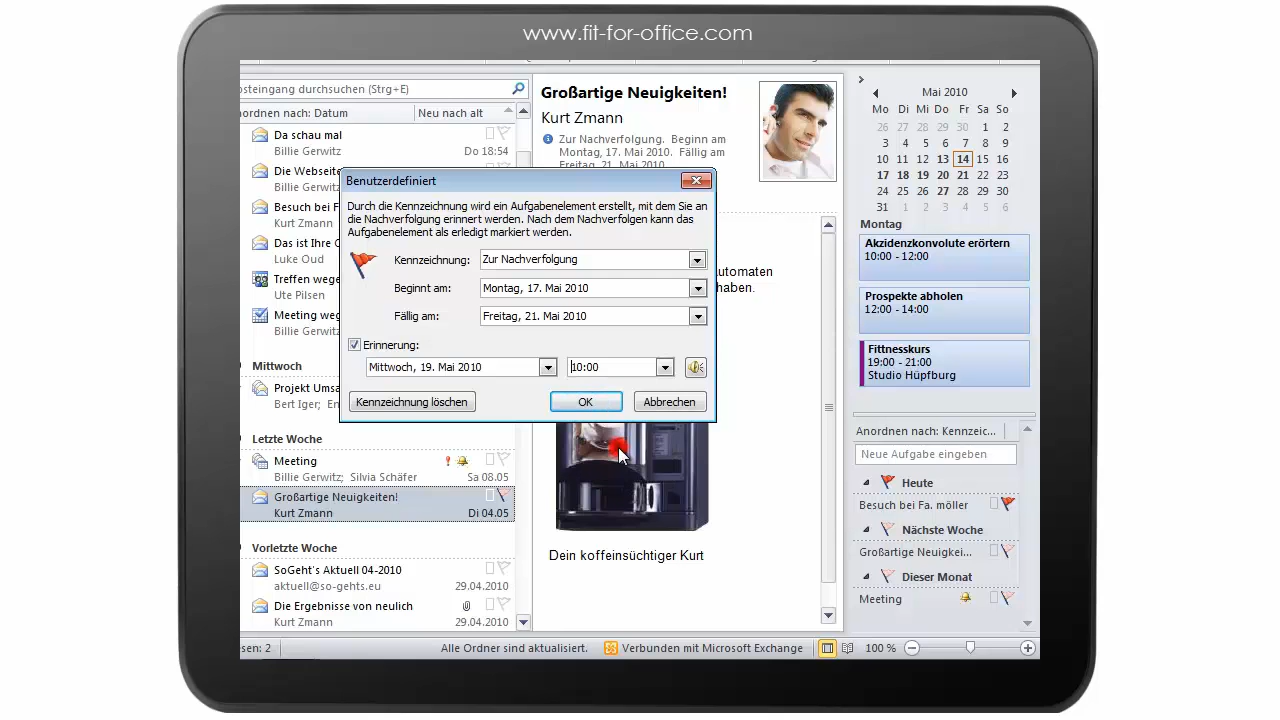 www.fit-for-office.com
osteingang durchsuchen (Strg+E)
ordnen nach: Datum Neu nach alt
Da schau mal
Billie Gerwitz Do 18:54
Die Webseite
Billie Gerwitz
Besuch bei F
Kurt Zmann
Das ist Ihre
Luke Oud
Treffen wege
Ute Pilsen
Meeting weg
Billie Gerwitz
Mittwoch
Projekt Umsa
Bert Iger;
Letzte Woche
Meeting
Billie Gerwitz; Silvia Schäfer Sa 08.05
Großartige Neuigkeiten!
Kurt Zmann Di 04.05
Vorletzte Woche
SoGeht's Aktuell 04-2010
aktuell@so-gehts.eu 29.04.2010
Die Ergebnisse von neulich
Kurt Zmann 29.04.2010
Großartige Neuigkeiten!
Kurt Zmann
Zur Nachverfolgung. Beginn am
Montag, 17. Mai 2010. Fällig am
Freitag, 21. Mai 2010.
automaten
haben.
Dein koffeinsüchtiger Kurt
Benutzerdefiniert
Durch die Kennzeichnung wird ein Aufgabenelement erstellt, mit dem Sie an
die Nachverfolgung erinnert werden. Nach dem Nachverfolgen kann das
Aufgabenelement als erledigt markiert werden.
Kennzeichnung: Zur Nachverfolgung
Beginnt am: Montag, 17. Mai 2010
Fällig am: Freitag, 21. Mai 2010
Erinnerung:
Mittwoch, 19. Mai 2010 10:00
Kennzeichnung löschen OK Abbrechen
Mai 2010
Mo Di Mi Do Fr Sa So
26 27 28 29 30 1 2
3 4 5 6 7 8 9
10 11 12 13 14 15 16
17 18 19 20 21 22 23
24 25 26 27 28 29 30
31 1 2 3 4 5 6
Montag
Akzidenzkonvolute erörtern
10:00 - 12:00
Prospekte abholen
12:00 - 14:00
Fittnesskurs
19:00 - 21:00
Studio Hüpfburg
Anordnen nach: Kennzeic...
Neue Aufgabe eingeben
Heute
Besuch bei Fa. möller
Nächste Woche
Großartige Neuigkei...
Dieser Monat
Meeting
esen: 2 Alle Ordner sind aktualisiert. Verbunden mit Microsoft Exchange 100 %